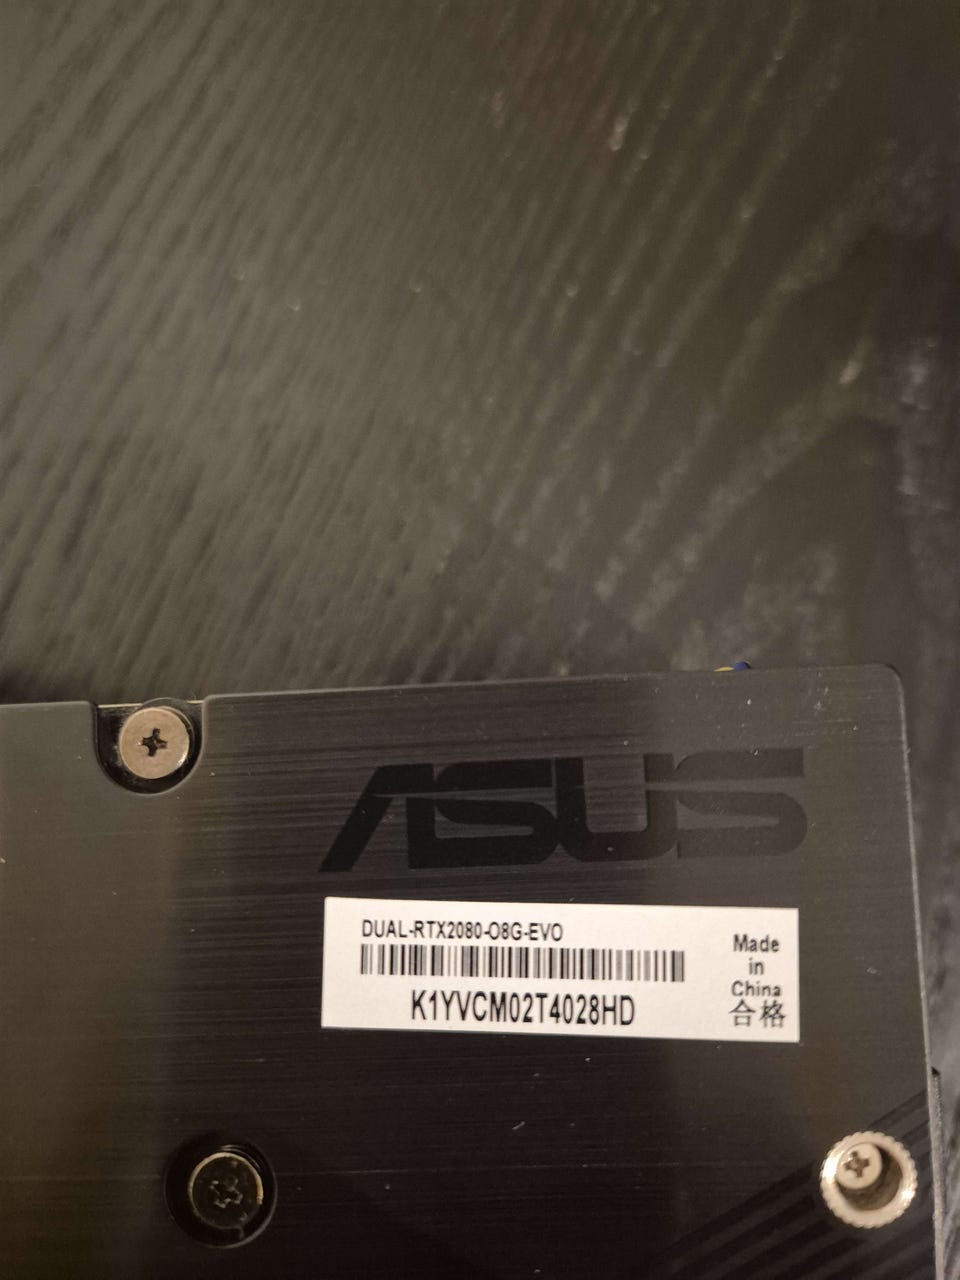 ASUS
DUAL-RTX2080-O8G-EVO
K1YVCM02T4028HD
Made
in
China
合格